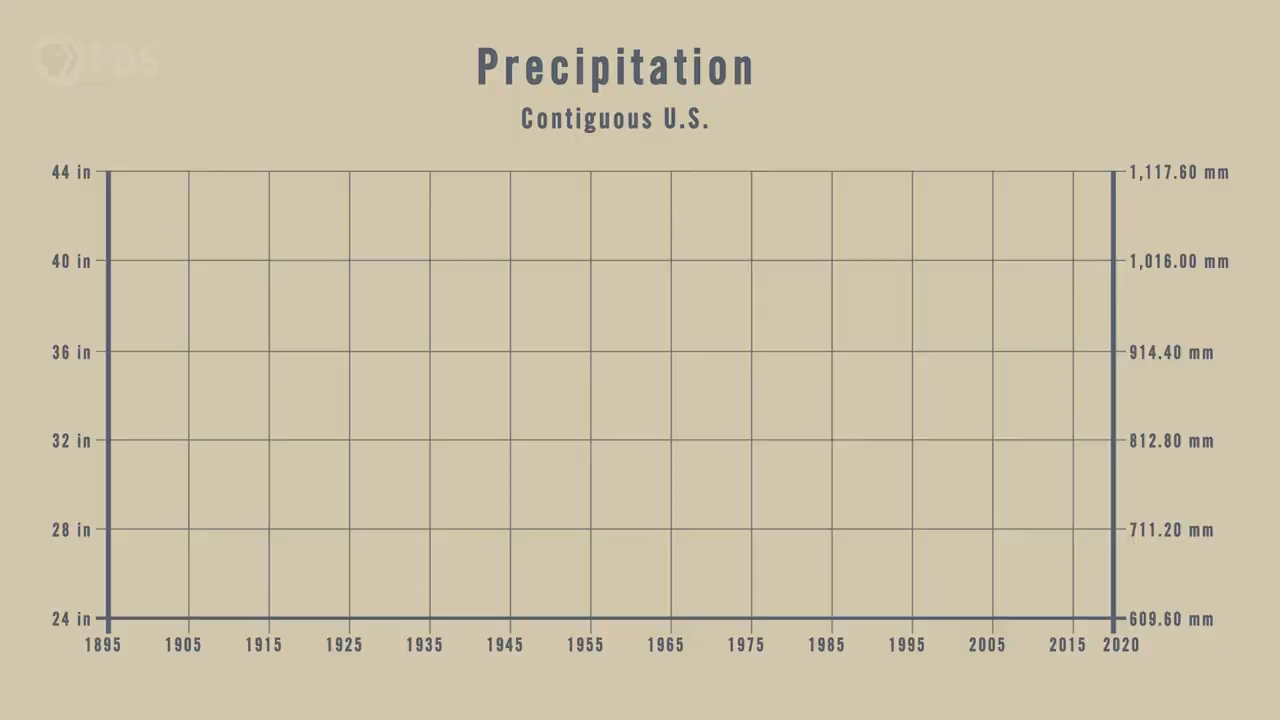 PBS
Precipitation
Contiguous U.S.
44 in 1,117.60 mm
40 in 1,016.00 mm
36 in 914.40 mm
32 in 812.80 mm
28 in 711.20 mm
24 in 609.60 mm
1895 1905 1915 1925 1935 1945 1955 1965 1975 1985 1995 2005 2015 2020